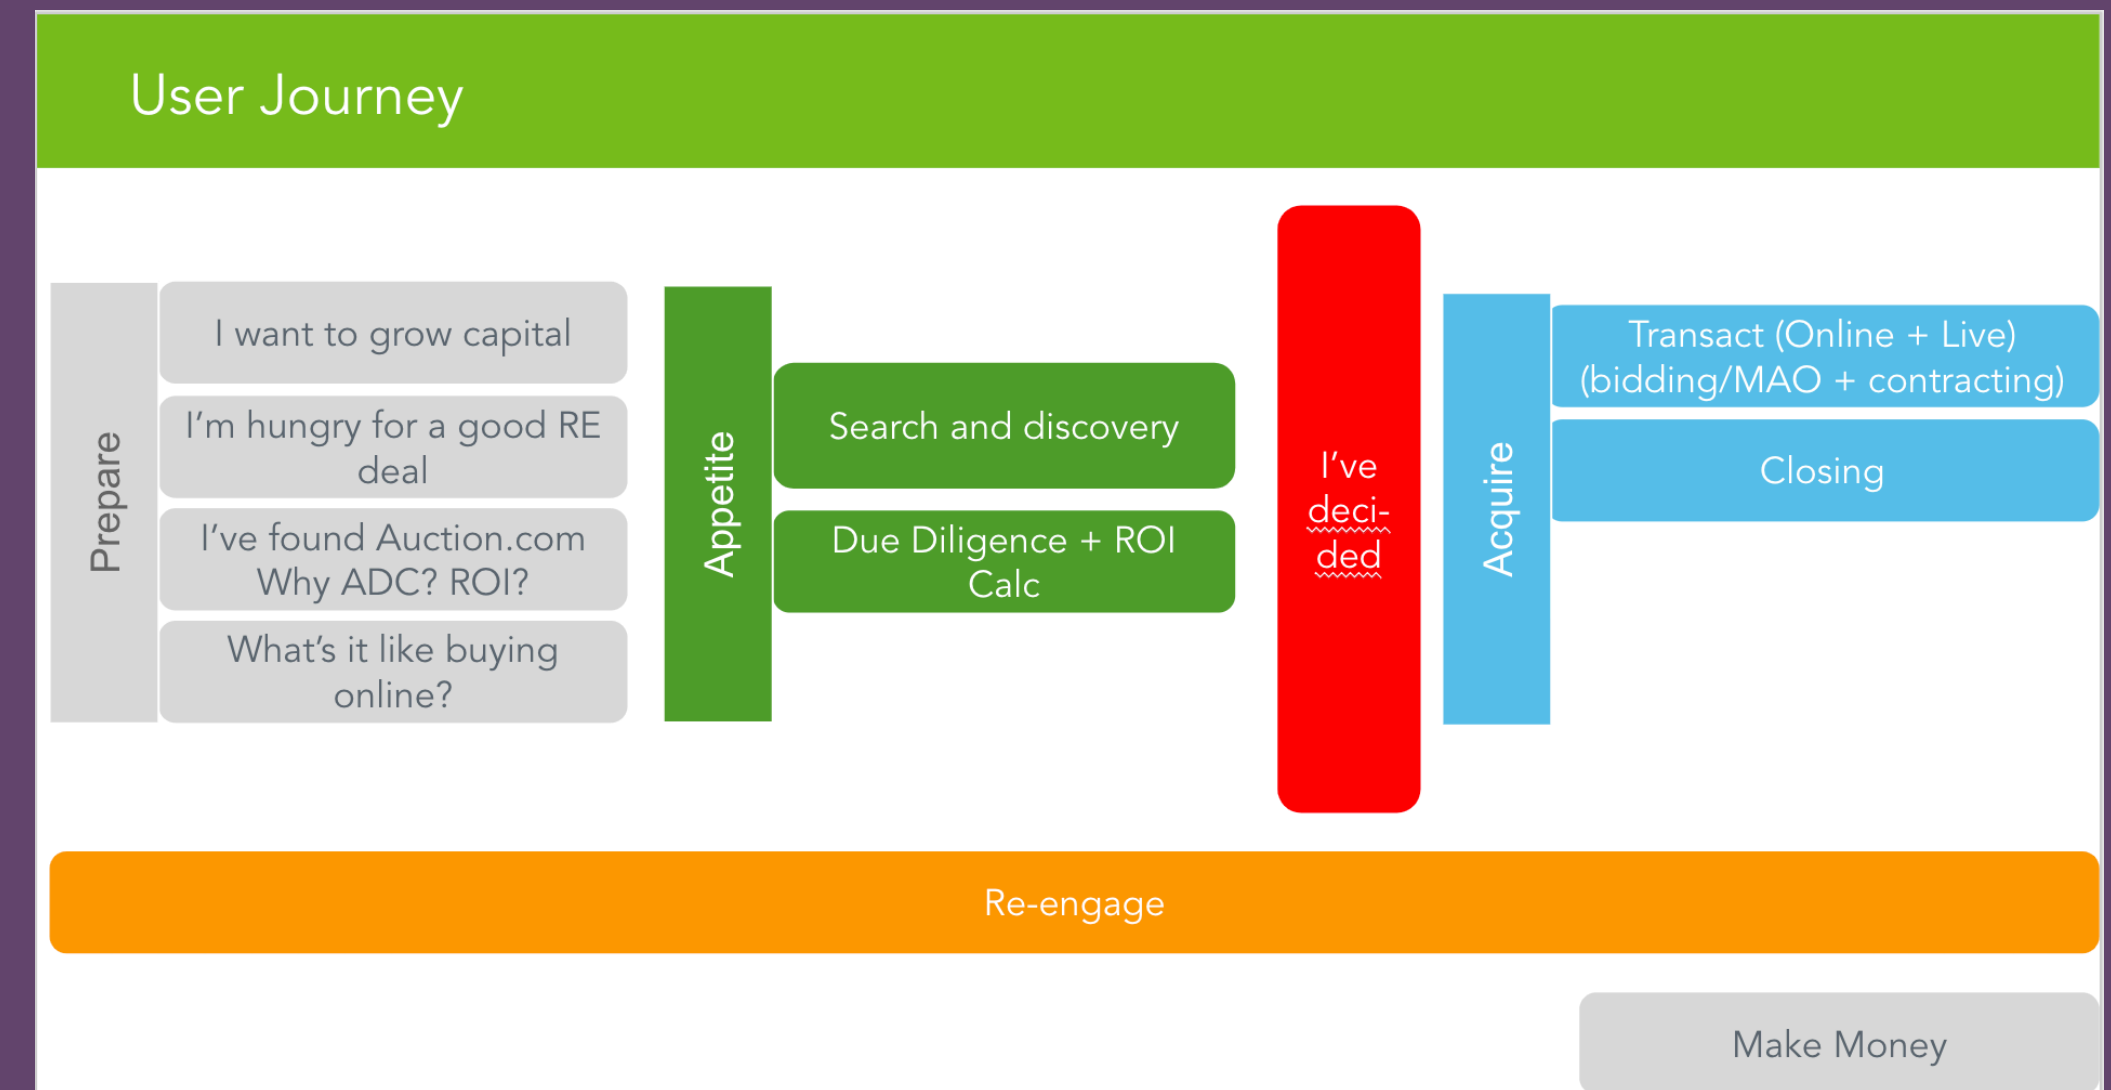 User Journey
Prepare
I want to grow capital
I’m hungry for a good RE
deal
I’ve found Auction.com
Why ADC? ROI?
What’s it like buying
online?
Appetite
Search and discovery
Due Diligence + ROI
Calc
I’ve
deci-
ded
Acquire
Transact (Online + Live)
(bidding/MAO + contracting)
Closing
Re-engage
Make Money